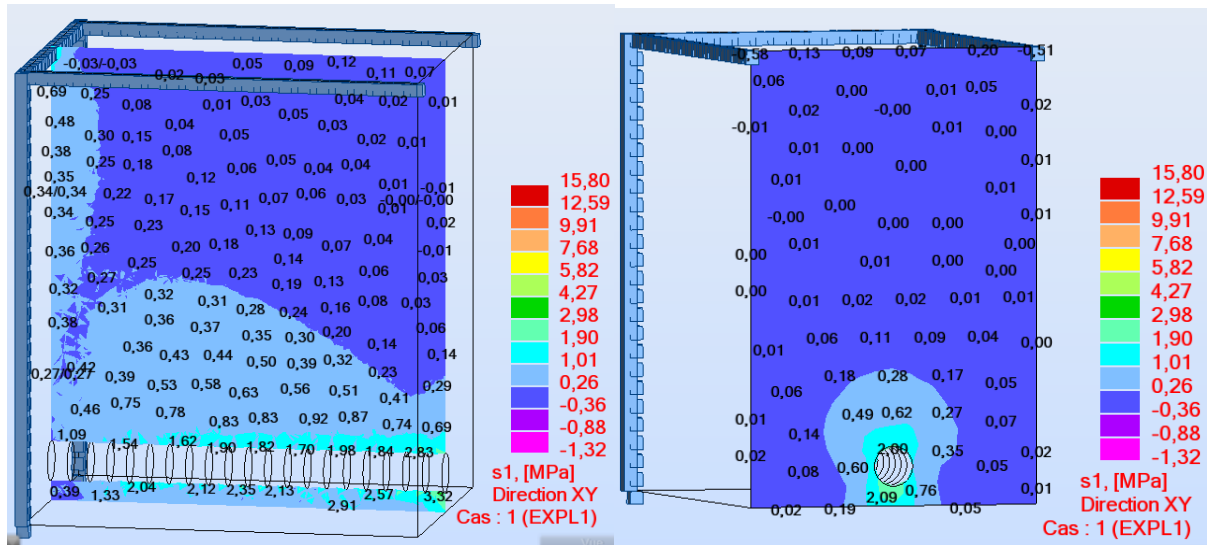 -0,03/-0,03 0,02 0,03 0,05 0,09 0,12 0,11 0,07
0,69 0,25 0,08 0,01 0,03 0,05 0,04 0,02 0,01
0,48 0,30 0,15 0,04 0,05 0,03 0,02 0,01
0,38 0,25 0,18 0,08 0,06 0,05 0,04 0,04
0,35 0,12
0,34/0,34 0,22 0,17 0,11 0,07 0,06 0,03 0,01 -0,01
-0,00/-0,00
0,34 0,25 0,23 0,15 0,13 0,09 0,01 0,02
0,36 0,26 0,20 0,18 0,14 0,07 0,04 -0,01
0,32 0,27 0,25 0,25 0,23 0,19 0,13 0,06 0,03
0,38 0,31 0,32 0,31 0,28 0,24 0,16 0,08 0,03
0,36 0,37 0,35 0,30 0,20 0,14 0,06
0,42 0,36 0,43 0,44 0,50 0,39 0,32 0,23 0,14
0,27/0,27 0,39 0,53 0,58 0,63 0,56 0,51 0,41 0,29
0,46 0,75 0,78 0,83 0,83 0,92 0,87 0,74 0,69
1,09 1,54 1,62 1,90 1,82 1,70 1,98 1,84 2,83
0,39 1,33 2,04 2,12 2,35 2,13 2,91 2,57 3,32
15,80
12,59
9,91
7,68
5,82
4,27
2,98
1,90
1,01
0,26
-0,36
-0,88
-1,32
s1, [MPa]
Direction XY
Cas : 1 (EXPL1)
-0,58 0,13 0,09 0,07 0,20 -0,51
0,06 0,00 0,01 0,05
0,02 -0,00 0,02
-0,01 0,01 0,00
0,01 0,00 0,00 0,01
0,01 0,01
-0,00 0,00 0,00 0,00 0,01
0,00 0,01 0,00
0,01 0,00 0,00
0,00 0,01 0,02 0,02 0,01 0,01
0,01 0,06 0,11 0,09 0,04 0,00
0,06 0,18 0,28 0,17 0,05
0,01 0,14 0,49 0,62 0,27 0,07
0,02 0,08 0,60 2,00 0,35 0,05 0,02
0,02 0,19 2,09 0,76 0,05 0,01
15,80
12,59
9,91
7,68
5,82
4,27
2,98
1,90
1,01
0,26
-0,36
-0,88
-1,32
s1, [MPa]
Direction XY
Cas : 1 (EXPL1)